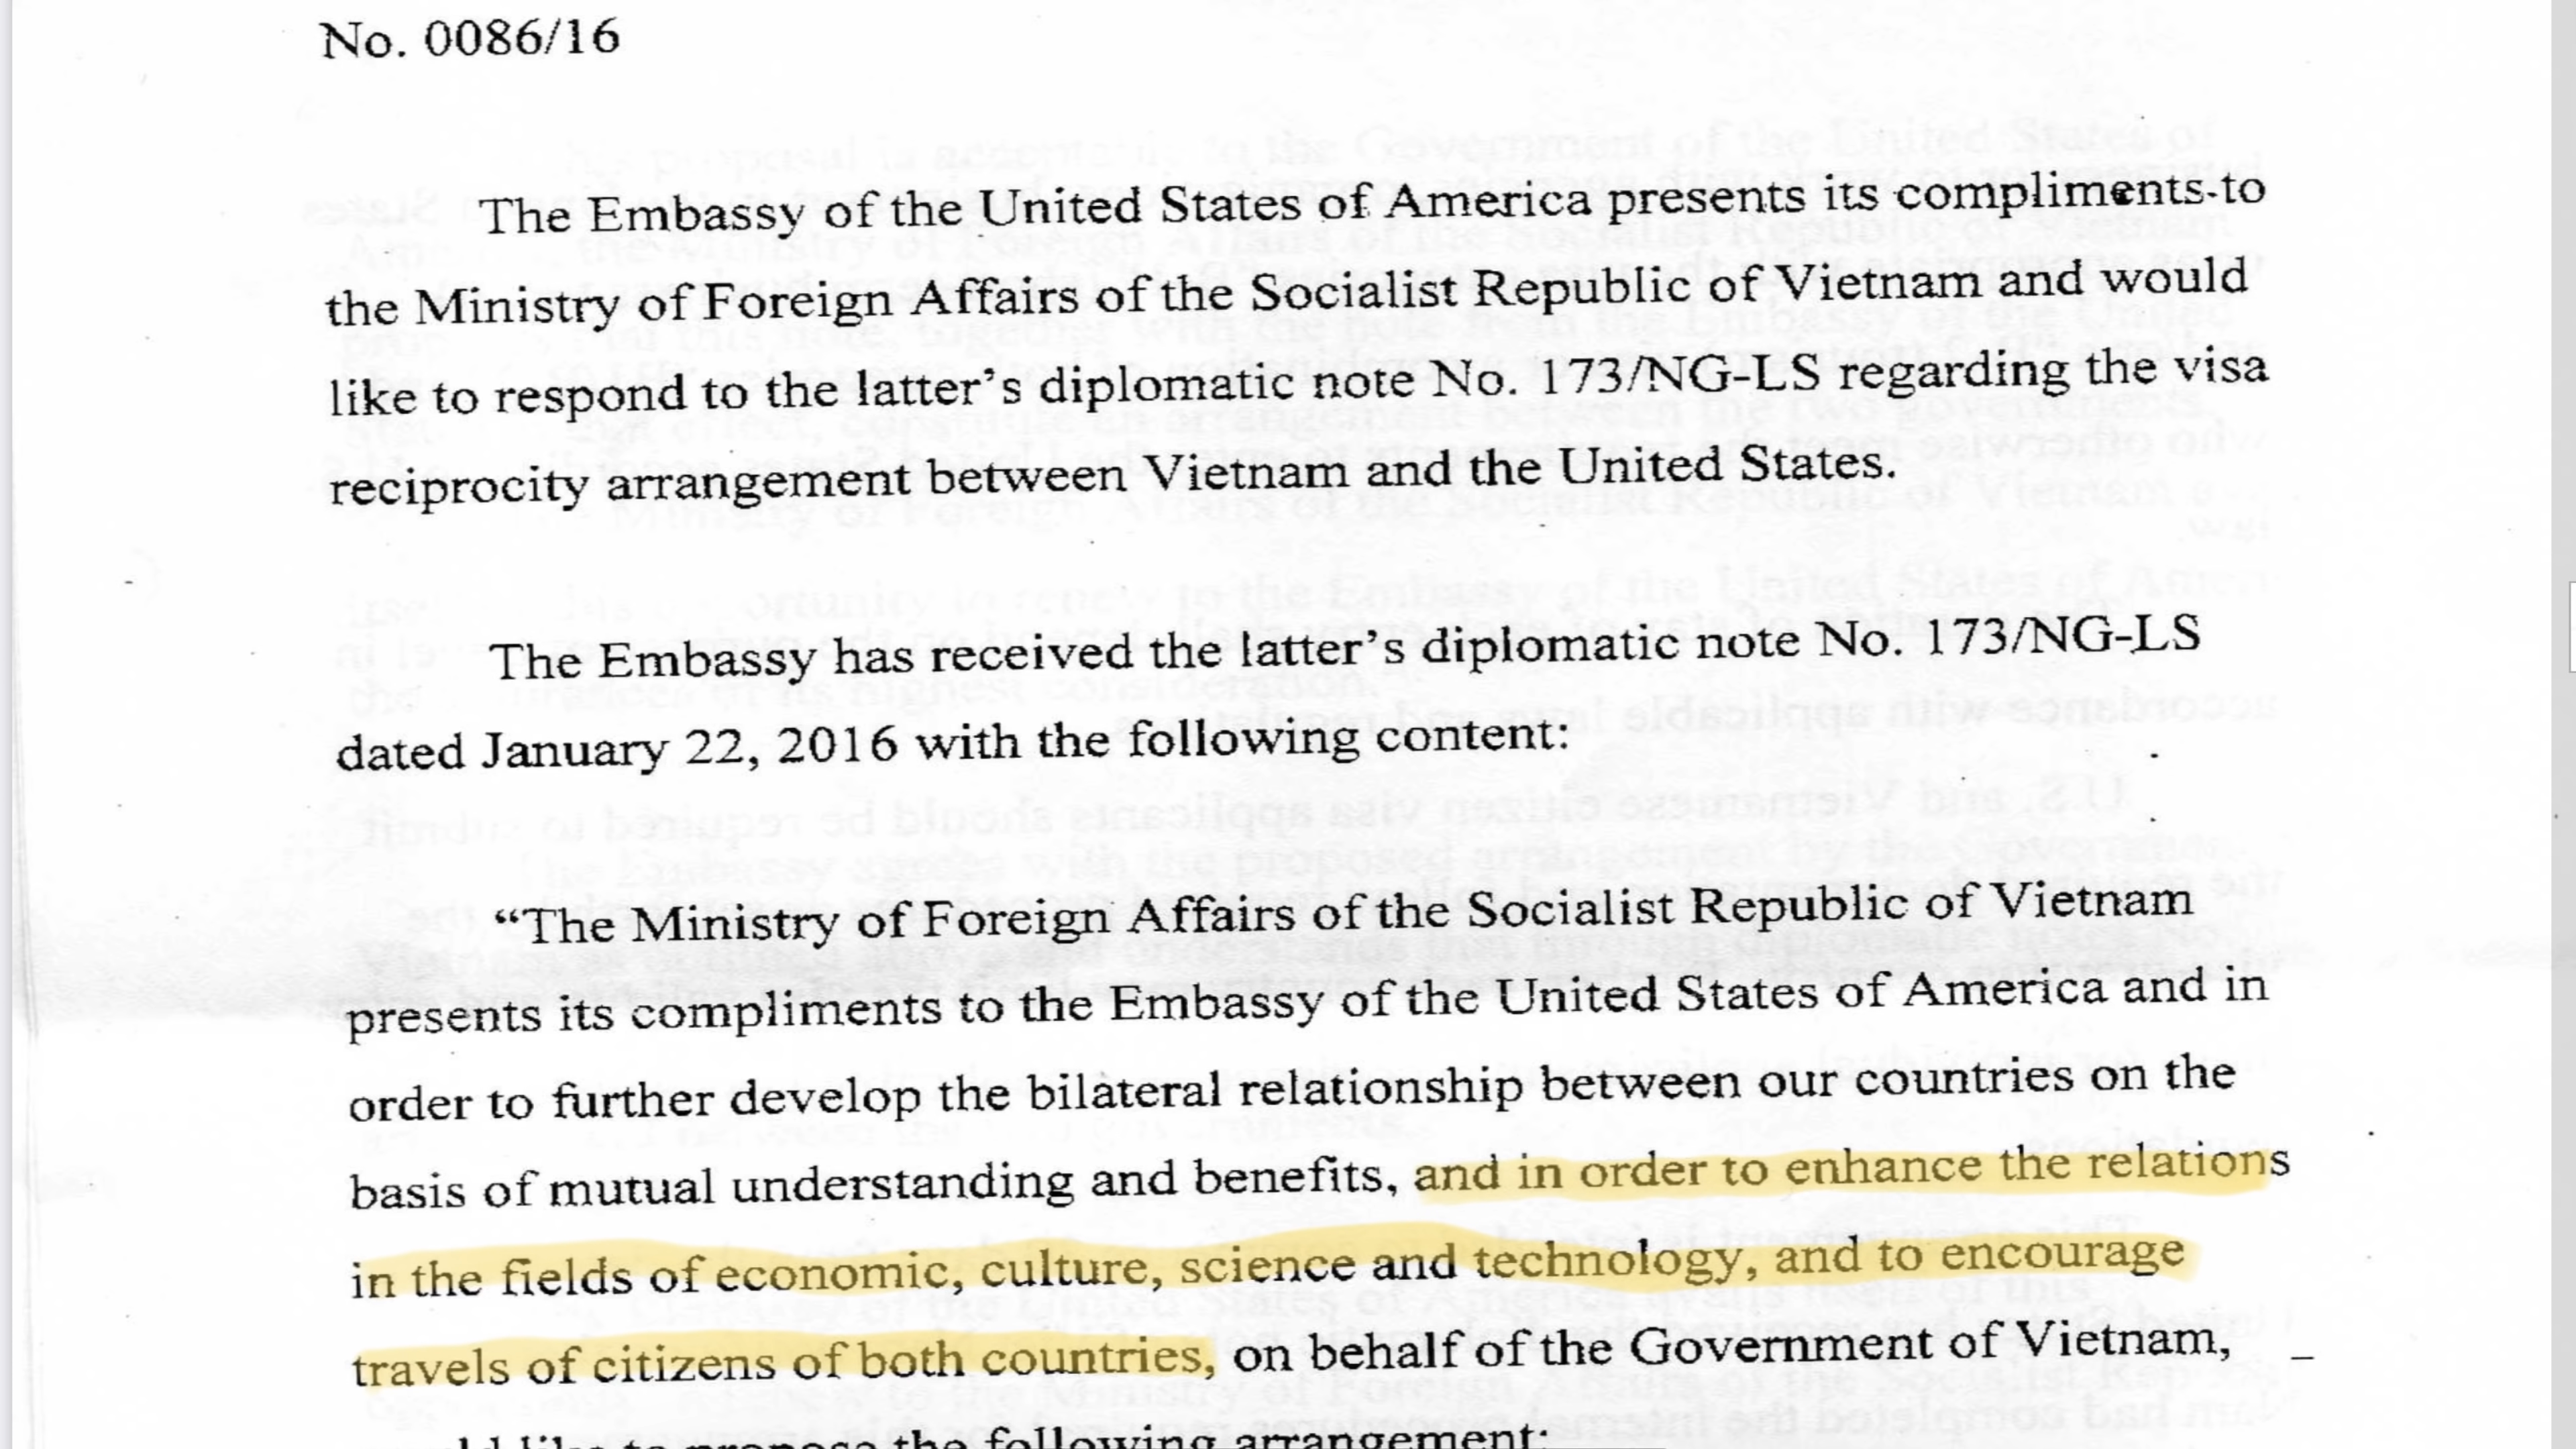 No. 0086/16
The Embassy of the United States of America presents its compliments to
the Ministry of Foreign Affairs of the Socialist Republic of Vietnam and would
like to respond to the latter’s diplomatic note No. 173/NG-LS regarding the visa
reciprocity arrangement between Vietnam and the United States.
The Embassy has received the latter’s diplomatic note No. 173/NG-LS
dated January 22, 2016 with the following content:
“The Ministry of Foreign Affairs of the Socialist Republic of Vietnam
presents its compliments to the Embassy of the United States of America and in
order to further develop the bilateral relationship between our countries on the
basis of mutual understanding and benefits, and in order to enhance the relations
in the fields of economic, culture, science and technology, and to encourage
travels of citizens of both countries, on behalf of the Government of Vietnam,
like to propose the following arrangement: